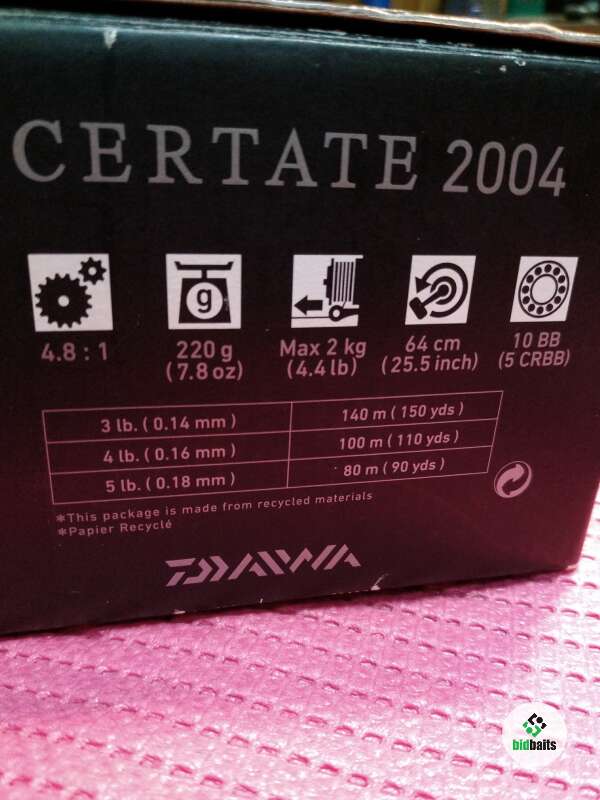 CERTATE 2004
g
4.8 : 1
220 g
(7.8 oz)
Max 2 kg
(4.4 lb)
64 cm
(25.5 inch)
10 BB
(5 CRBB)
3 lb. ( 0.14 mm )	140 m ( 150 yds )
4 lb. ( 0.16 mm )	100 m ( 110 yds )
5 lb. ( 0.18 mm )	80 m ( 90 yds )
*This package is made from recycled materials
*Papier Recyclé
DAIWA
bidbaits